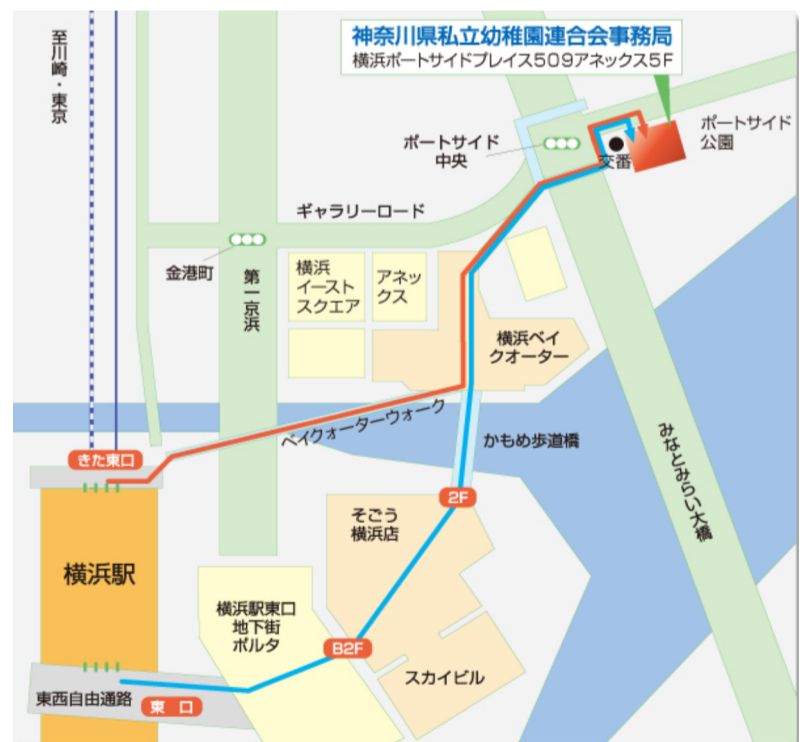 神奈川県私立幼稚園連合会事務局
横浜ポートサイドプレイス509アネックス5F
至川崎・東京
ポートサイド
中央
交番
ポートサイド
公園
ギャラリーロード
金港町
第一京浜
横浜
イースト
スクエア
アネッ
クス
横浜ベイ
クオーター
ベイクォーターウォーク
かもめ歩道橋
みなとみらい大橋
きた東口
2F
そごう
横浜店
横浜駅
横浜駅東口
地下街
ポルタ
B2F
スカイビル
東西自由通路
東 口